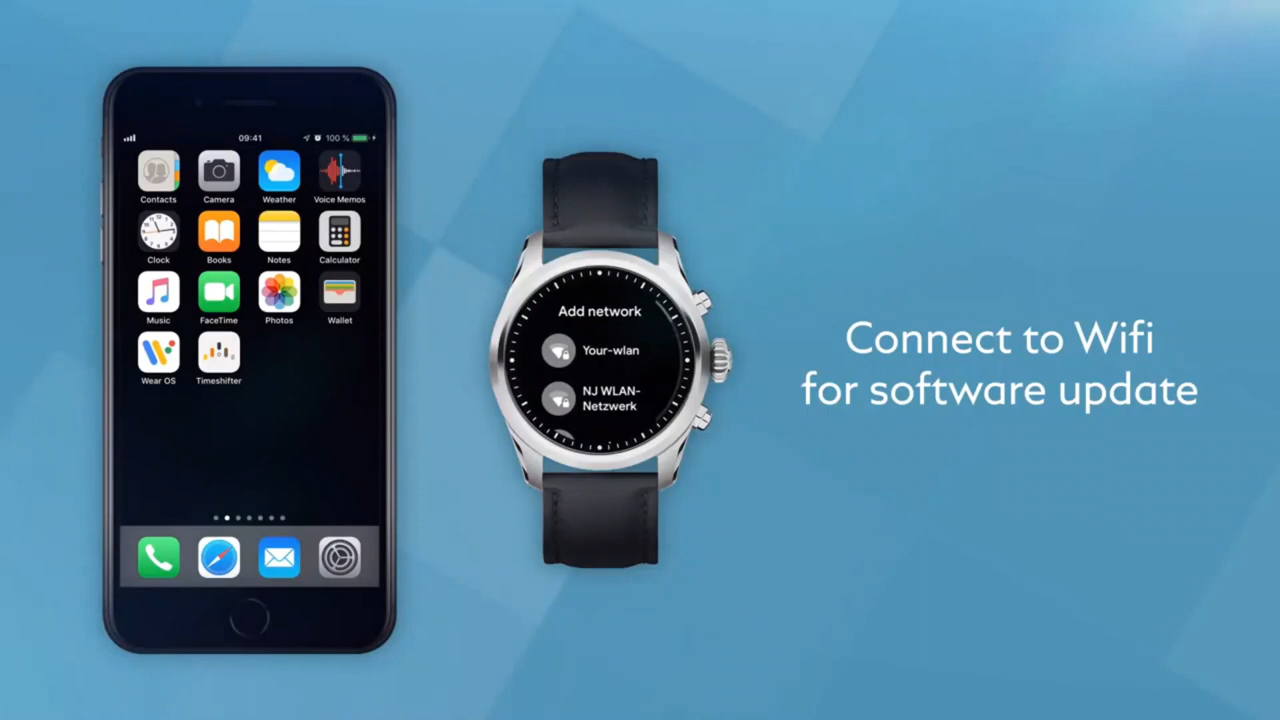 09:41
100 %
Contacts
Camera
Weather
Voice Memos
Clock
Books
Notes
Calculator
Music
FaceTime
Photos
Wallet
Wear OS
Timeshifter
Add network
Your-wlan
NJ WLAN-
Netzwerk
Connect to Wifi
for software update